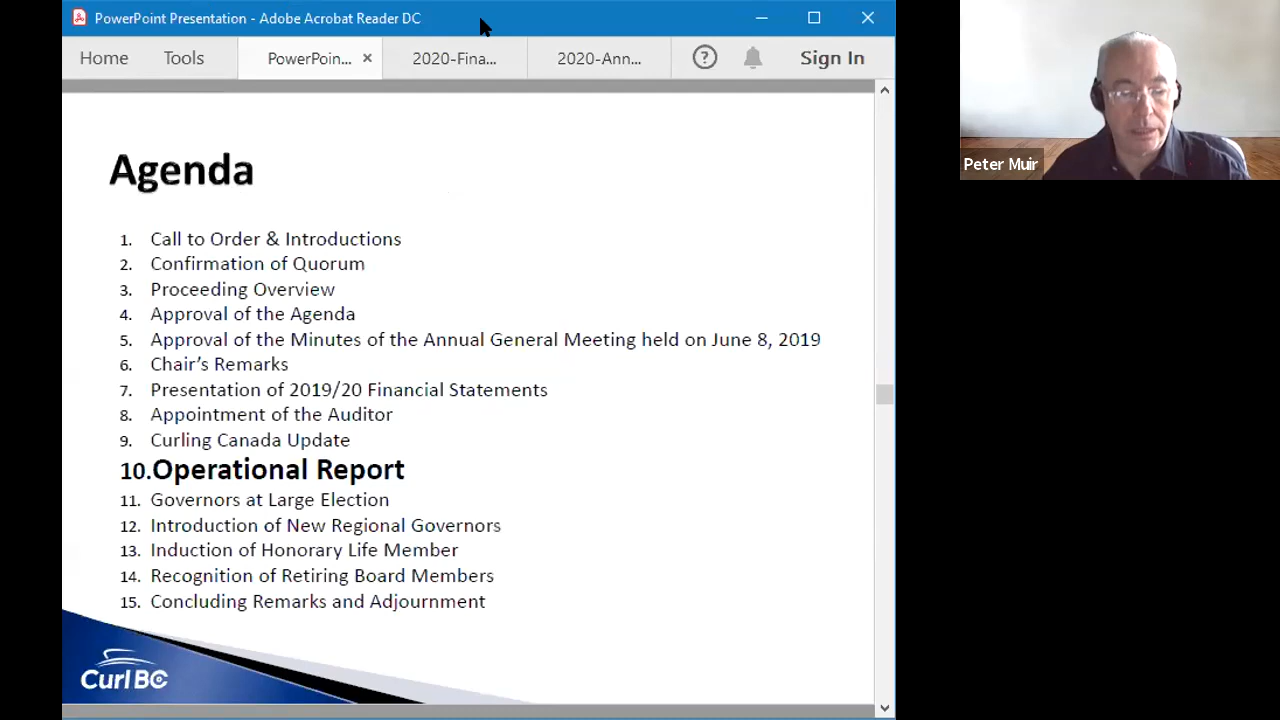 PowerPoint Presentation - Adobe Acrobat Reader DC
Home
Tools
PowerPoin...
2020-Fina...
2020-Ann...
Sign In
Agenda
1. Call to Order & Introductions
2. Confirmation of Quorum
3. Proceeding Overview
4. Approval of the Agenda
5. Approval of the Minutes of the Annual General Meeting held on June 8, 2019
6. Chair’s Remarks
7. Presentation of 2019/20 Financial Statements
8. Appointment of the Auditor
9. Curling Canada Update
10.Operational Report
11. Governors at Large Election
12. Introduction of New Regional Governors
13. Induction of Honorary Life Member
14. Recognition of Retiring Board Members
15. Concluding Remarks and Adjournment
Curl BC
Peter Muir